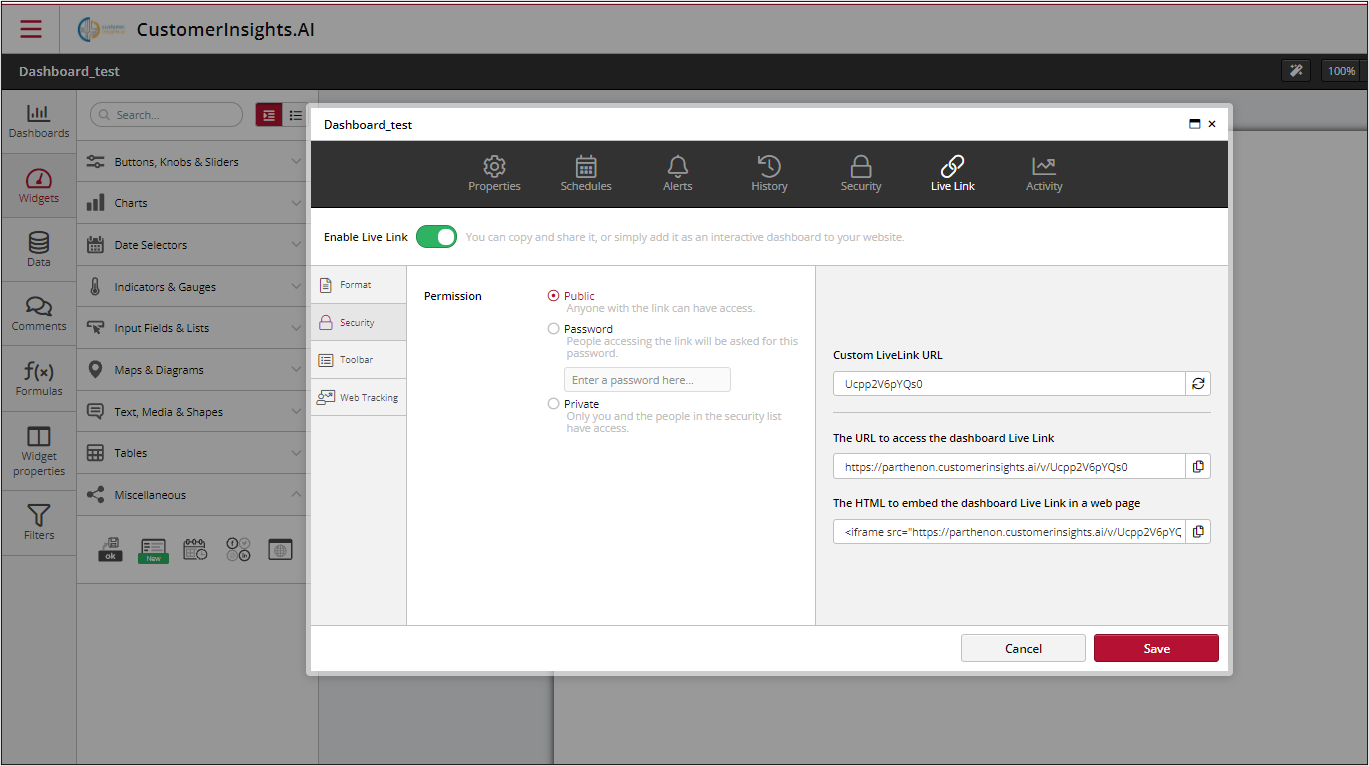 CustomerInsights.AI
Dashboard_test
100%
Dashboards
Widgets
Data
Comments
Formulas
Widget
properties
Filters
Search...
Buttons, Knobs & Sliders
Charts
Date Selectors
Indicators & Gauges
Input Fields & Lists
Maps & Diagrams
Text, Media & Shapes
Tables
Miscellaneous
ok
New
Dashboard_test
Properties
Schedules
Alerts
History
Security
Live Link
Activity
Enable Live Link
You can copy and share it, or simply add it as an interactive dashboard to your website.
Format
Security
Toolbar
Web Tracking
Permission
Public
Anyone with the link can have access.
Password
People accessing the link will be asked for this
password.
Enter a password here...
Private
Only you and the people in the security list
have access.
Custom LiveLink URL
Ucpp2V6pYQs0
The URL to access the dashboard Live Link
https://parthenon.customerinsights.ai/v/Ucpp2V6pYQs0
The HTML to embed the dashboard Live Link in a web page
<iframe src="https://parthenon.customerinsights.ai/v/Ucpp2V6pYQ
Cancel
Save